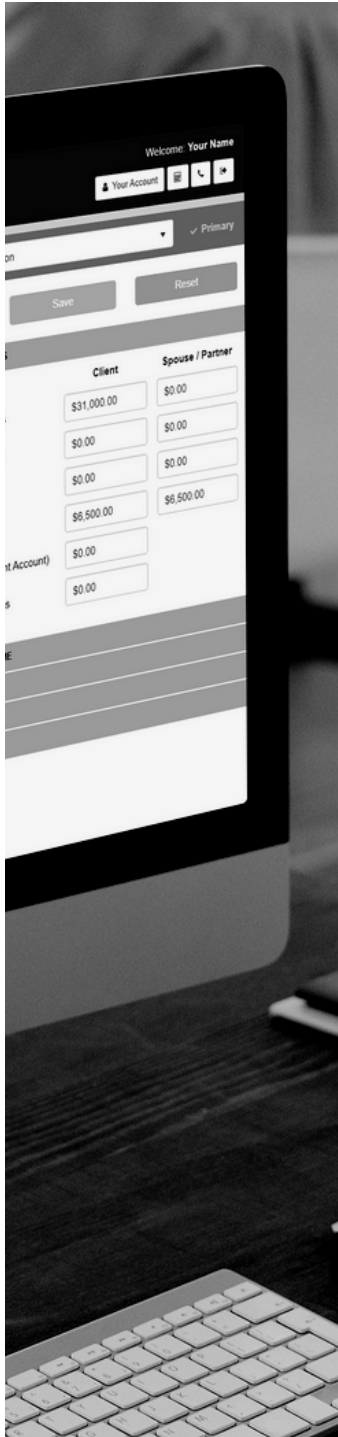 Welcome: Your Name
Your Account
on
Primary
Save
Reset
S
Client
Spouse / Partner
$31,000.00
$0.00
$0.00
$0.00
$0.00
$0.00
$6,500.00
$6,500.00
nt Account)
$0.00
s
$0.00
ME